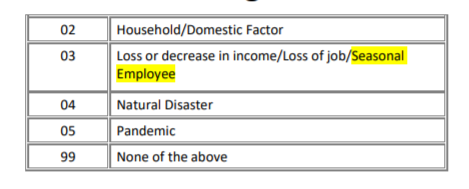 02 Household/Domestic Factor
03 Loss or decrease in income/Loss of job/Seasonal
Employee
04 Natural Disaster
05 Pandemic
99 None of the above